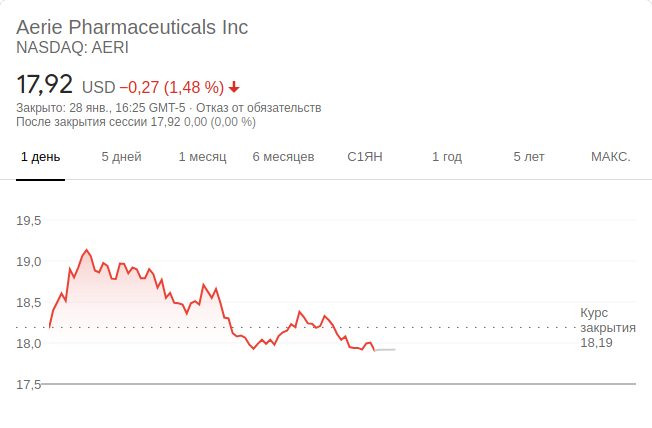 Aerie Pharmaceuticals Inc
NASDAQ: AERI
17,92 USD −0,27 (1,48 %)
Закрыто: 28 янв., 16:25 GMT-5 · Отказ от обязательств
После закрытия сессии 17,92 0,00 (0,00 %)
1 день 5 дней 1 месяц 6 месяцев С1ЯН 1 год 5 лет МАКС.
19,5
19,0
18,5
Курс
закрытия
18,19
18,0
17,5